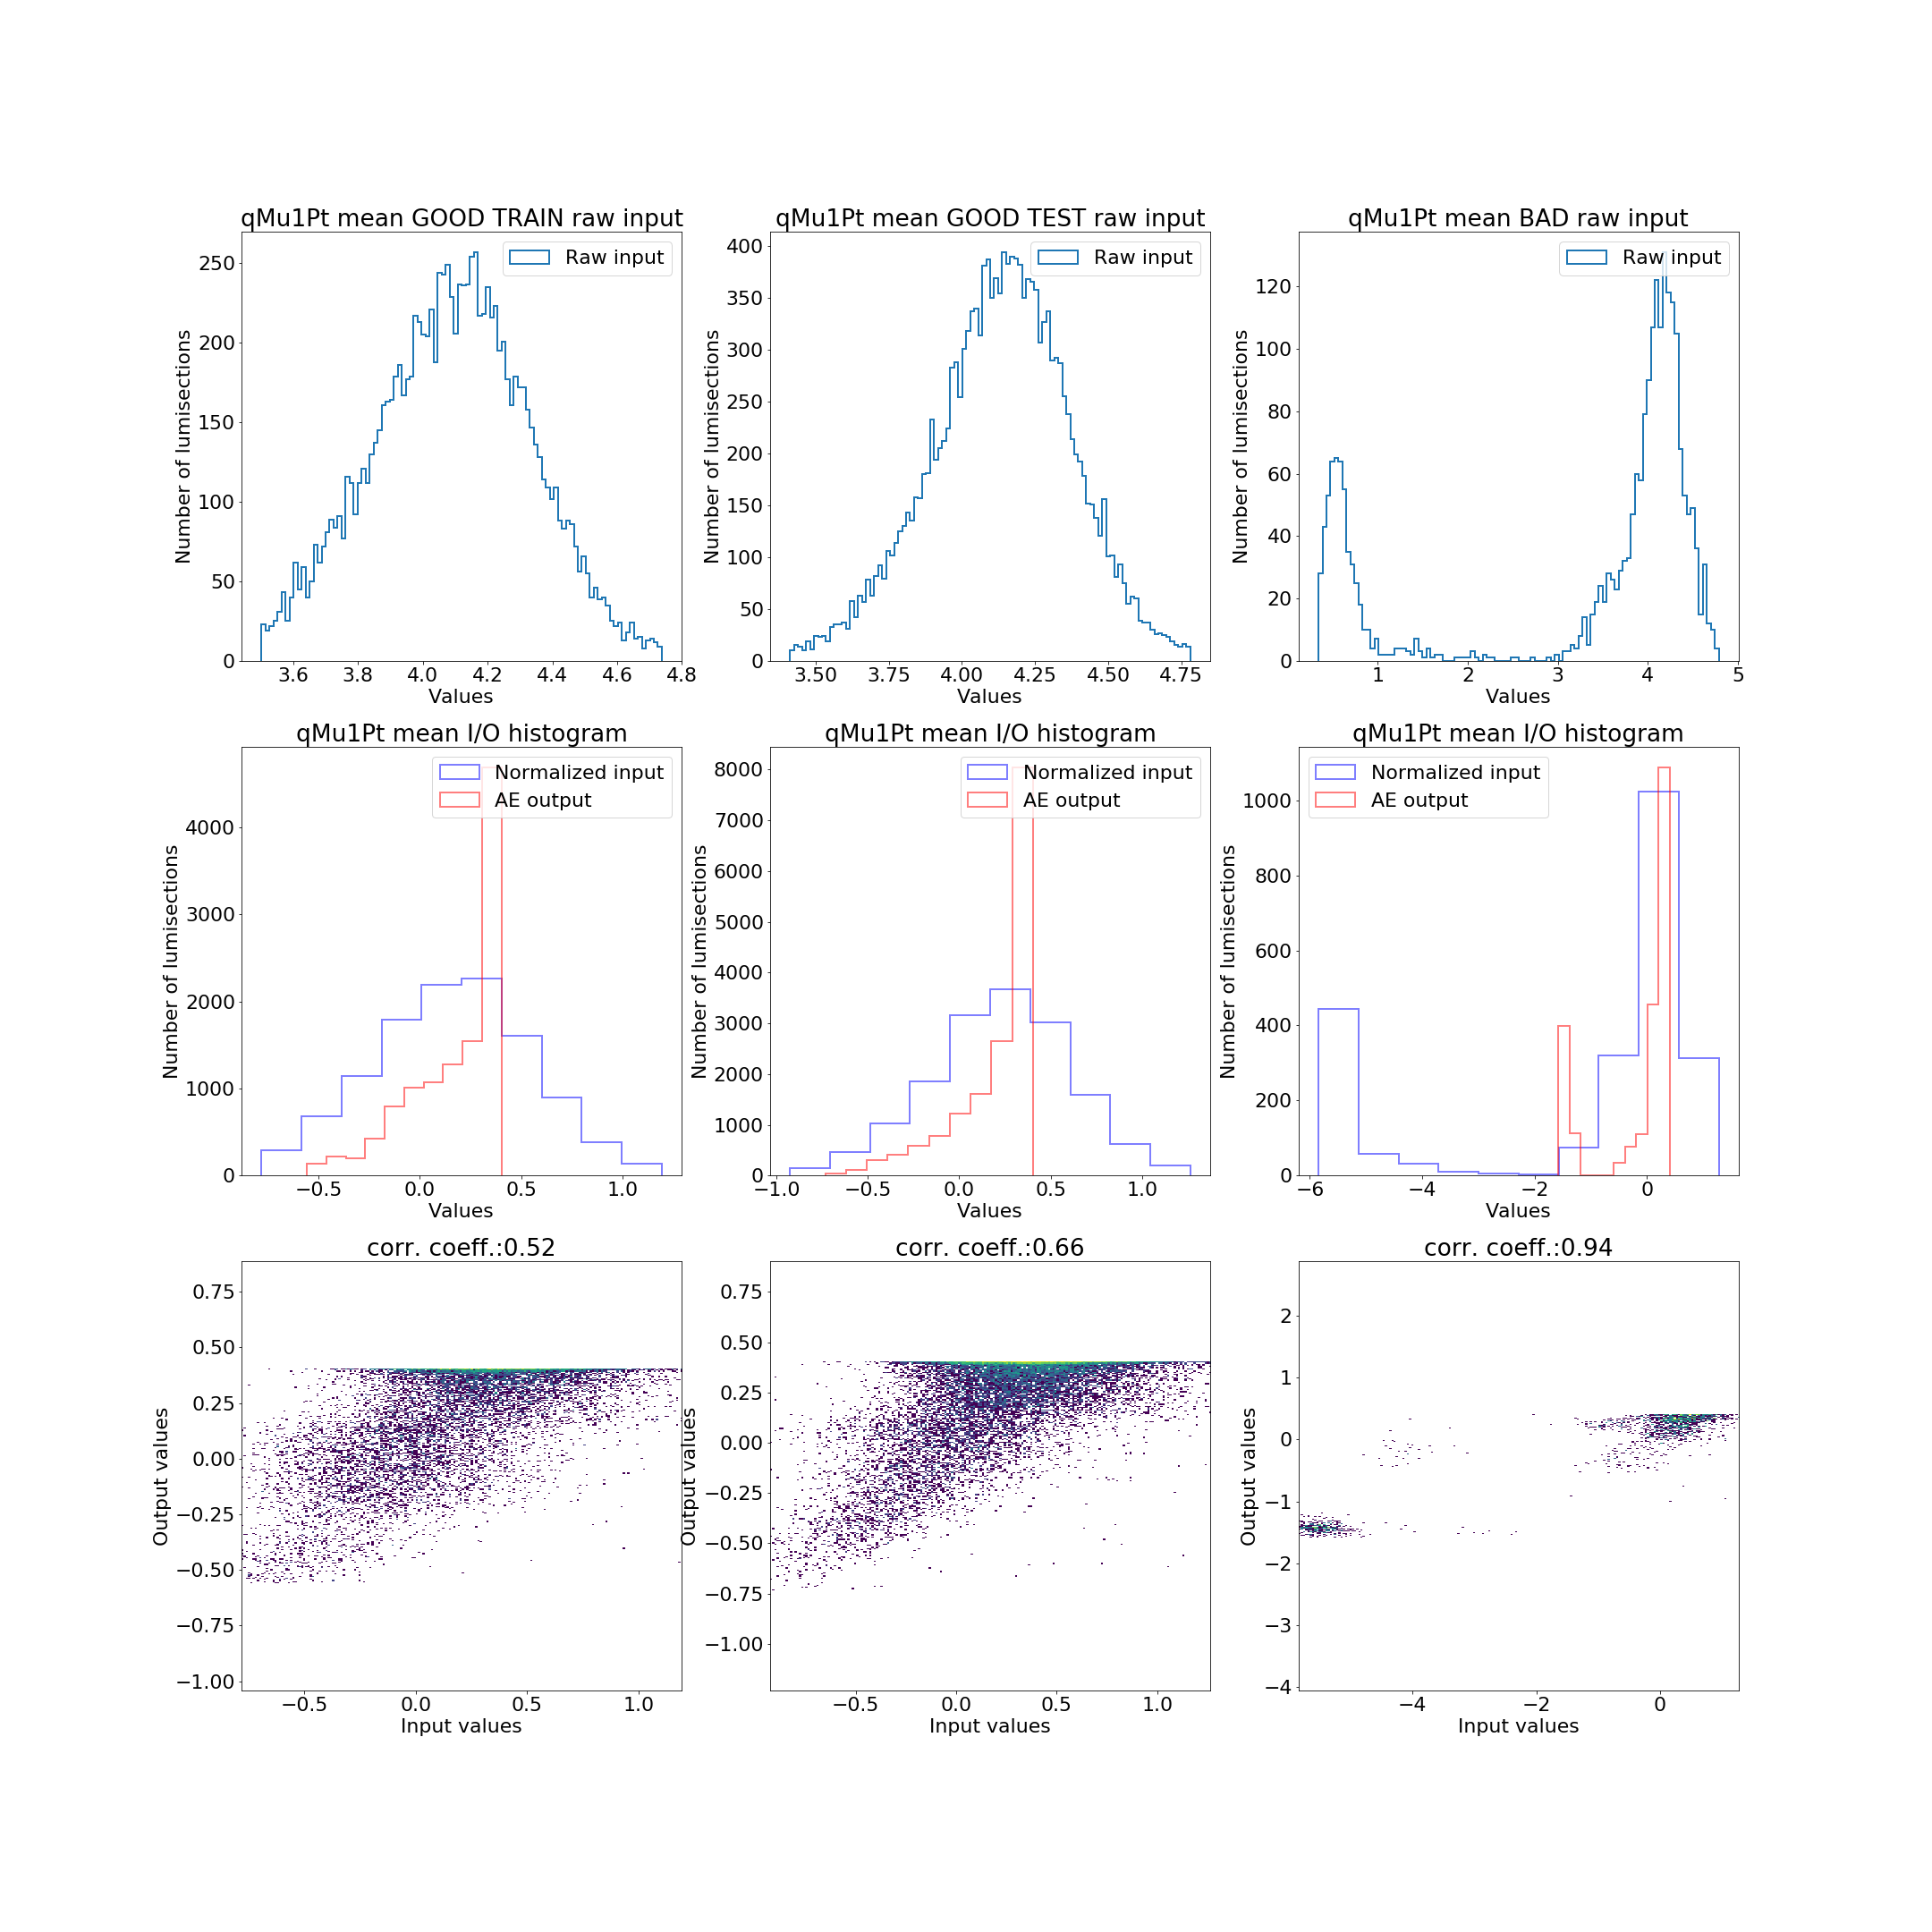 qMu1Pt mean GOOD TRAIN raw input
Raw input
250
200
150
100
50
0
Number of lumisections
3.6 3.8 4.0 4.2 4.4 4.6 4.8
Values
qMu1Pt mean GOOD TEST raw input
Raw input
400
350
300
250
200
150
100
50
0
Number of lumisections
3.50 3.75 4.00 4.25 4.50 4.75
Values
qMu1Pt mean BAD raw input
Raw input
120
100
80
60
40
20
0
Number of lumisections
1 2 3 4 5
Values
qMu1Pt mean I/O histogram
Normalized input
AE output
4000
3000
2000
1000
0
Number of lumisections
−0.5 0.0 0.5 1.0
Values
qMu1Pt mean I/O histogram
Normalized input
AE output
8000
7000
6000
5000
4000
3000
2000
1000
0
Number of lumisections
−1.0 −0.5 0.0 0.5 1.0
Values
qMu1Pt mean I/O histogram
Normalized input
AE output
1000
800
600
400
200
0
Number of lumisections
−6 −4 −2 0
Values
corr. coeff.:0.52
0.75
0.50
0.25
0.00
−0.25
−0.50
−0.75
−1.00
Output values
−0.5 0.0 0.5 1.0
Input values
corr. coeff.:0.66
0.75
0.50
0.25
0.00
−0.25
−0.50
−0.75
−1.00
Output values
−0.5 0.0 0.5 1.0
Input values
corr. coeff.:0.94
2
1
0
−1
−2
−3
−4
Output values
−4 −2 0
Input values